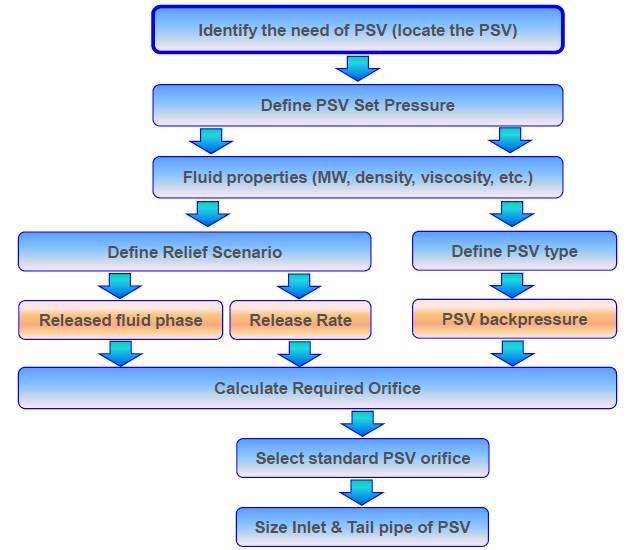 Identify the need of PSV (locate the PSV)
Define PSV Set Pressure
Fluid properties (MW, density, viscosity, etc.)
Define Relief Scenario
Define PSV type
Released fluid phase
Release Rate
PSV backpressure
Calculate Required Orifice
Select standard PSV orifice
Size Inlet & Tail pipe of PSV